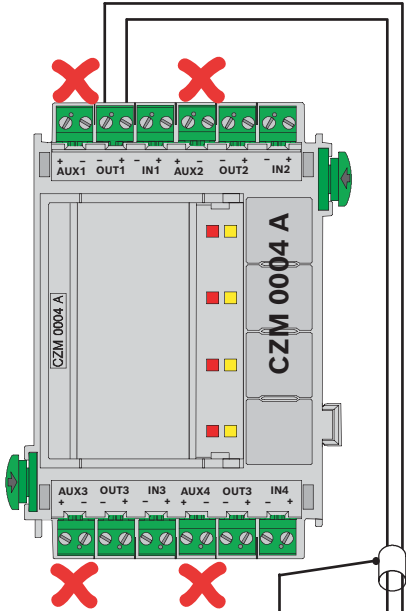 + - - + - + + - - + - +
AUX1 OUT1 IN1 AUX2 OUT2 IN2
CZM 0004 A
CZM 0004 A
AUX3 OUT3 IN3 AUX4 OUT3 IN4
+ - - + - + + - - + - +